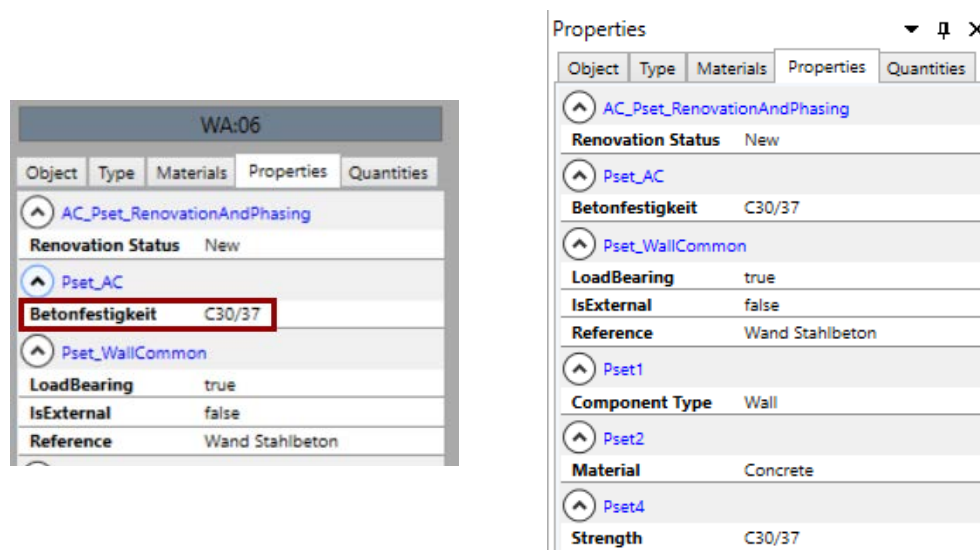 WA:06
Object Type Materials Properties Quantities
AC_Pset_RenovationAndPhasing
Renovation Status New
Pset_AC
Betonfestigkeit C30/37
Pset_WallCommon
LoadBearing true
IsExternal false
Reference Wand Stahlbeton
Properties
Object Type Materials Properties Quantities
AC_Pset_RenovationAndPhasing
Renovation Status New
Pset_AC
Betonfestigkeit C30/37
Pset_WallCommon
LoadBearing true
IsExternal false
Reference Wand Stahlbeton
Pset1
Component Type Wall
Pset2
Material Concrete
Pset4
Strength C30/37